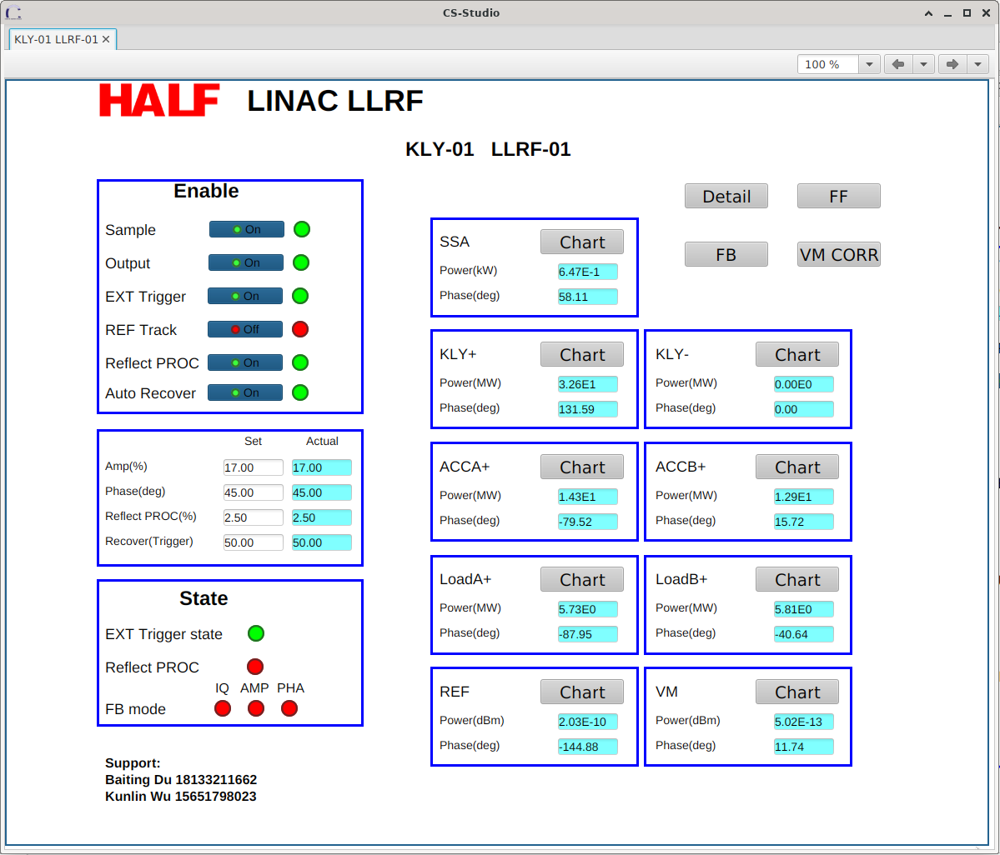 CS-Studio
KLY-01 LLRF-01
100 %
HALF LINAC LLRF
KLY-01 LLRF-01
Enable
Sample On
Output On
EXT Trigger On
REF Track Off
Reflect PROC On
Auto Recover On
Set Actual
Amp(%) 17.00 17.00
Phase(deg) 45.00 45.00
Reflect PROC(%) 2.50 2.50
Recover(Trigger) 50.00 50.00
State
EXT Trigger state
Reflect PROC
IQ AMP PHA
FB mode
Support:
Baiting Du 18133211662
Kunlin Wu 15651798023
Detail FF
FB VM CORR
SSA Chart
Power(kW) 6.47E-1
Phase(deg) 58.11
KLY+ Chart
Power(MW) 3.26E1
Phase(deg) 131.59
KLY- Chart
Power(MW) 0.00E0
Phase(deg) 0.00
ACCA+ Chart
Power(MW) 1.43E1
Phase(deg) -79.52
ACCB+ Chart
Power(MW) 1.29E1
Phase(deg) 15.72
LoadA+ Chart
Power(MW) 5.73E0
Phase(deg) -87.95
LoadB+ Chart
Power(MW) 5.81E0
Phase(deg) -40.64
REF Chart
Power(dBm) 2.03E-10
Phase(deg) -144.88
VM Chart
Power(dBm) 5.02E-13
Phase(deg) 11.74